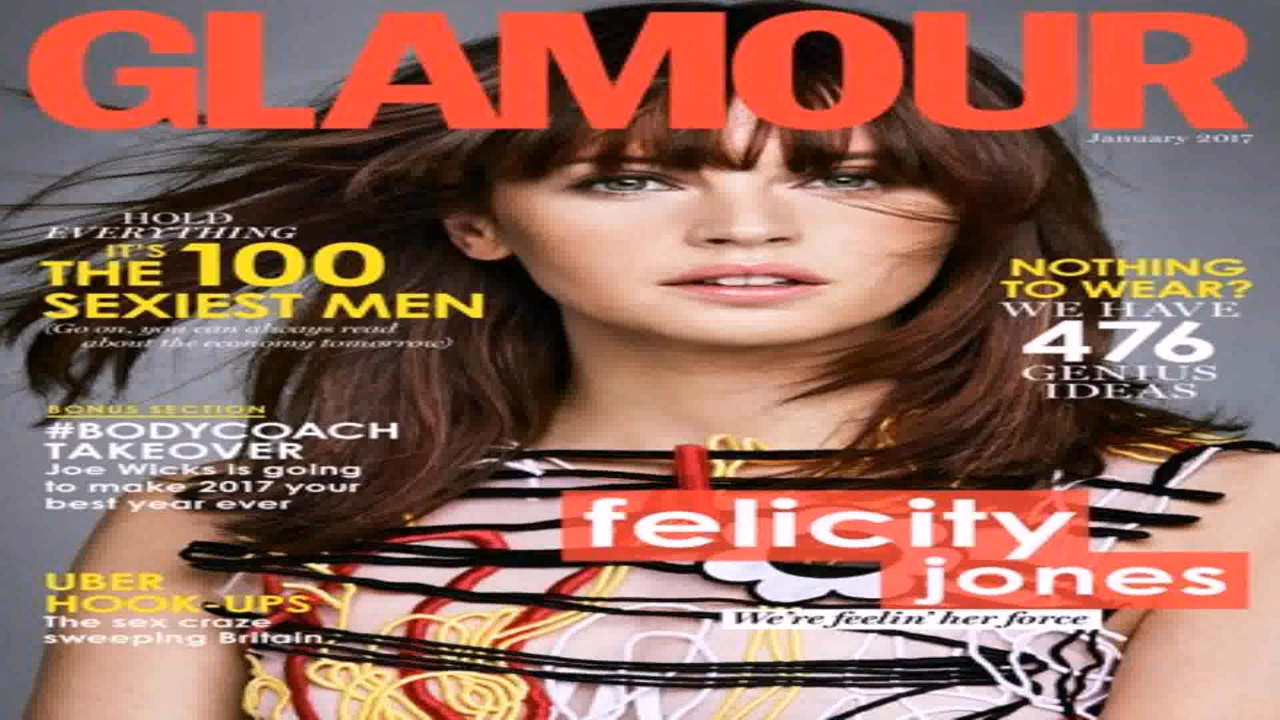 GLAMOUR
January 2017
HOLD
EVERYTHING
IT'S
THE 100
SEXIEST MEN
(Go on, you can always read
about the economy tomorrow)
BONUS SECTION
#BODYCOACH
TAKEOVER
Joe Wicks is going
to make 2017 your
best year ever
UBER
HOOK-UPS
The sex craze
sweeping Britain
NOTHING
TO WEAR?
WE HAVE
476
GENIUS
IDEAS
felicity
jones
We're feelin' her force